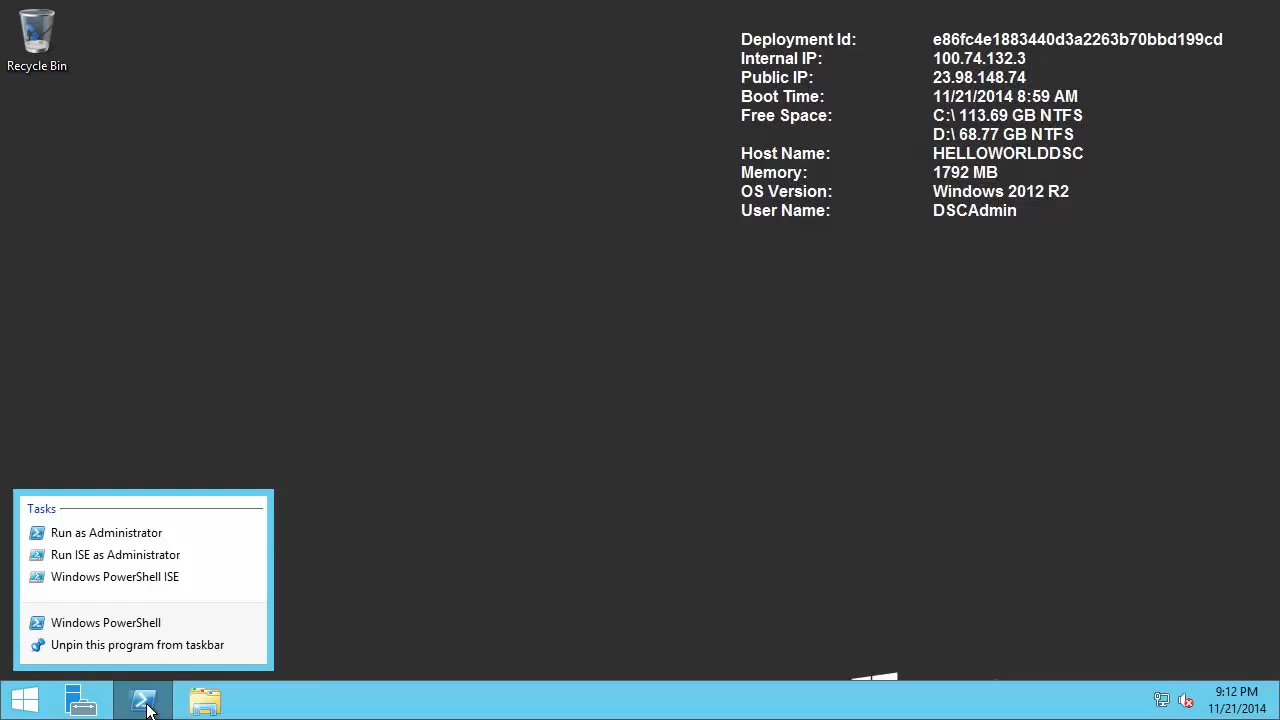 Recycle Bin
Deployment Id: e86fc4e1883440d3a2263b70bbd199cd
Internal IP: 100.74.132.3
Public IP: 23.98.148.74
Boot Time: 11/21/2014 8:59 AM
Free Space: C:\ 113.69 GB NTFS
D:\ 68.77 GB NTFS
Host Name: HELLOWORLDDSC
Memory: 1792 MB
OS Version: Windows 2012 R2
User Name: DSCAdmin
Tasks
Run as Administrator
Run ISE as Administrator
Windows PowerShell ISE
Windows PowerShell
Unpin this program from taskbar
9:12 PM
11/21/2014